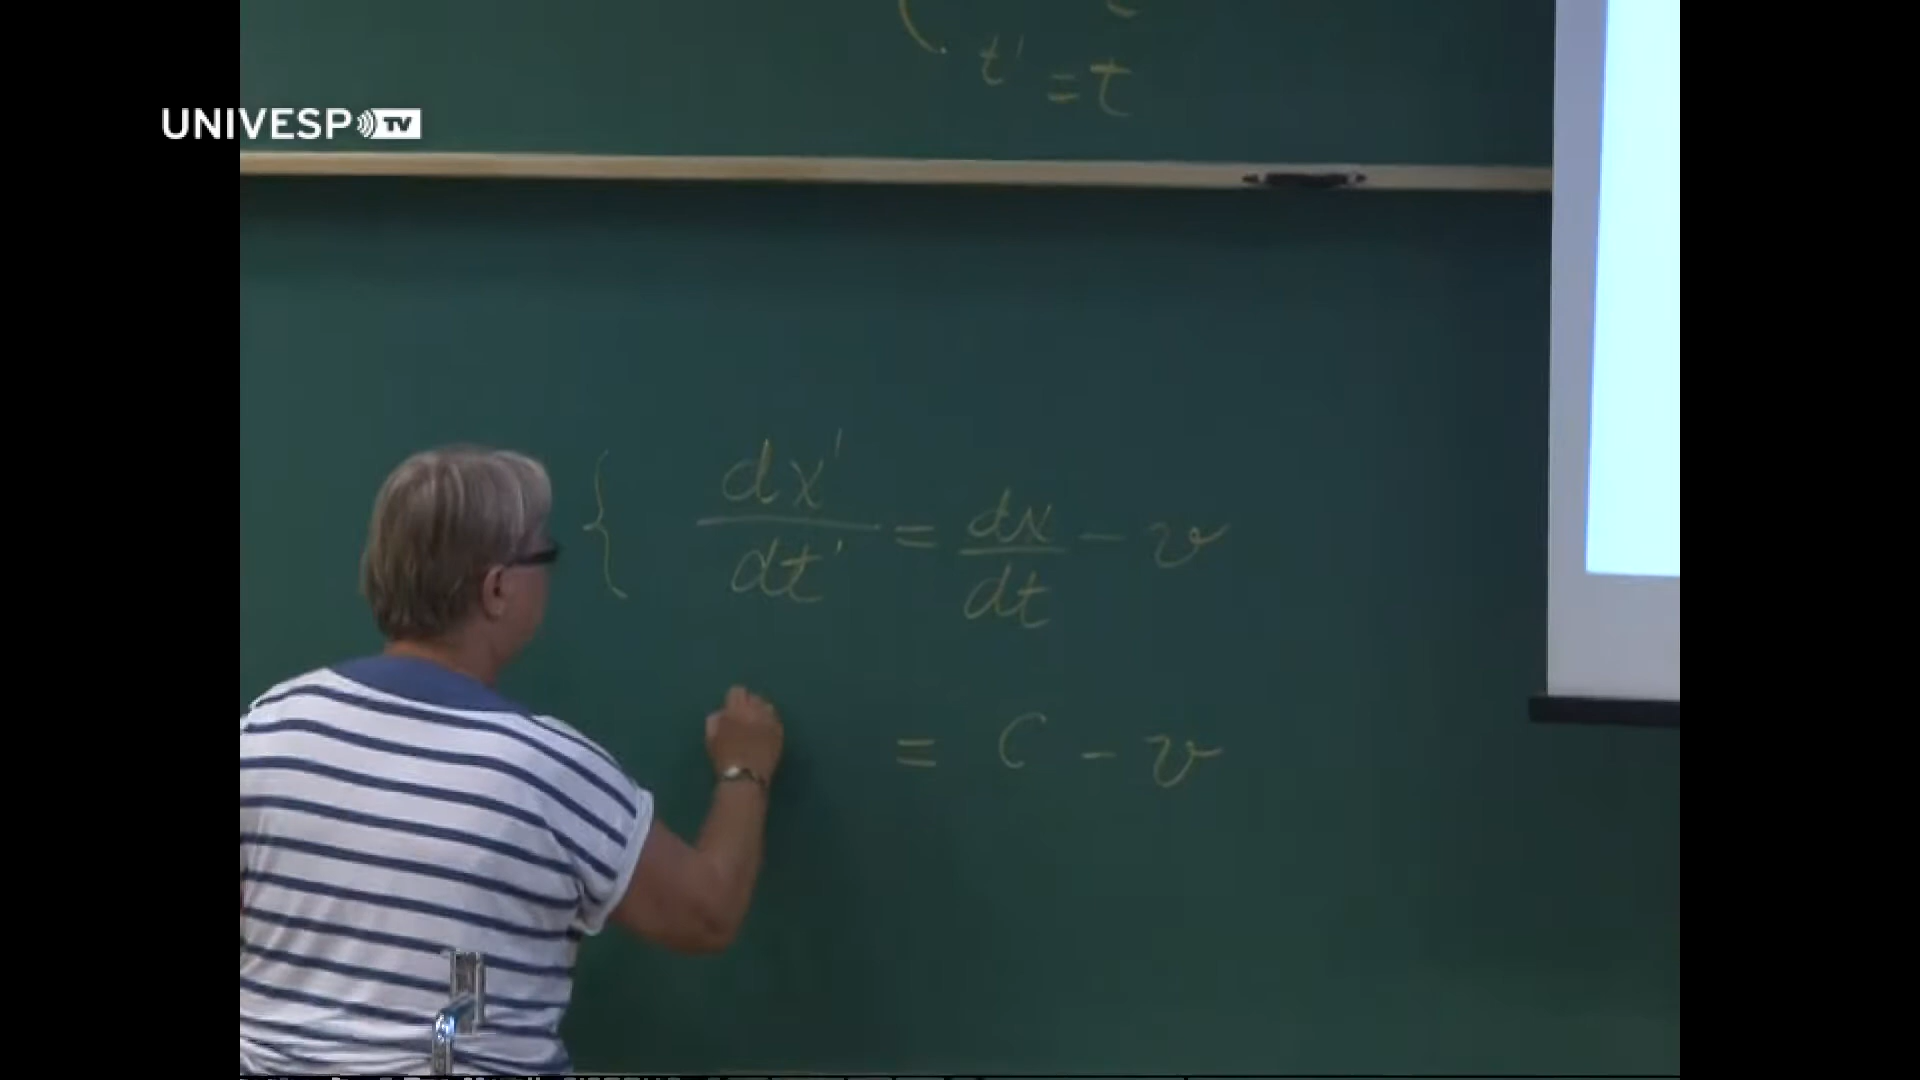 UNIVESP TV
t' = t
{ dx'/dt' = dx/dt - v
= c - v